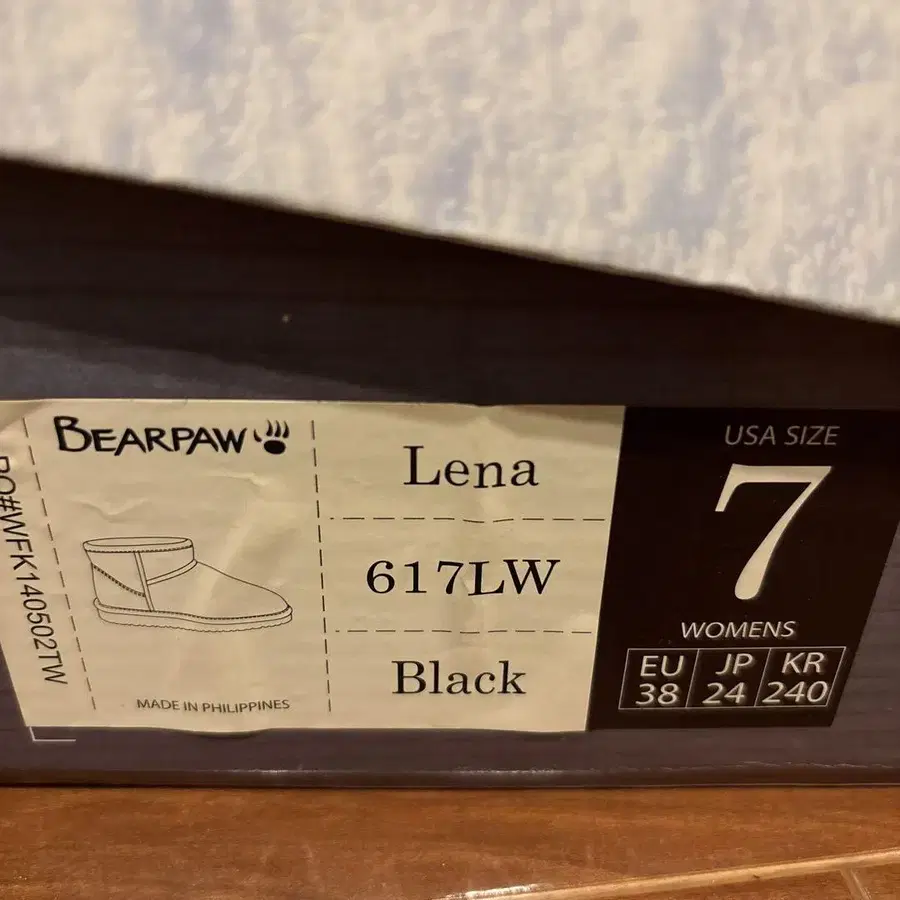 PO#WFK140502TW
BEARPAW
MADE IN PHILIPPINES
Lena
617LW
Black
USA SIZE
7
WOMENS
EU JP KR
38 24 240